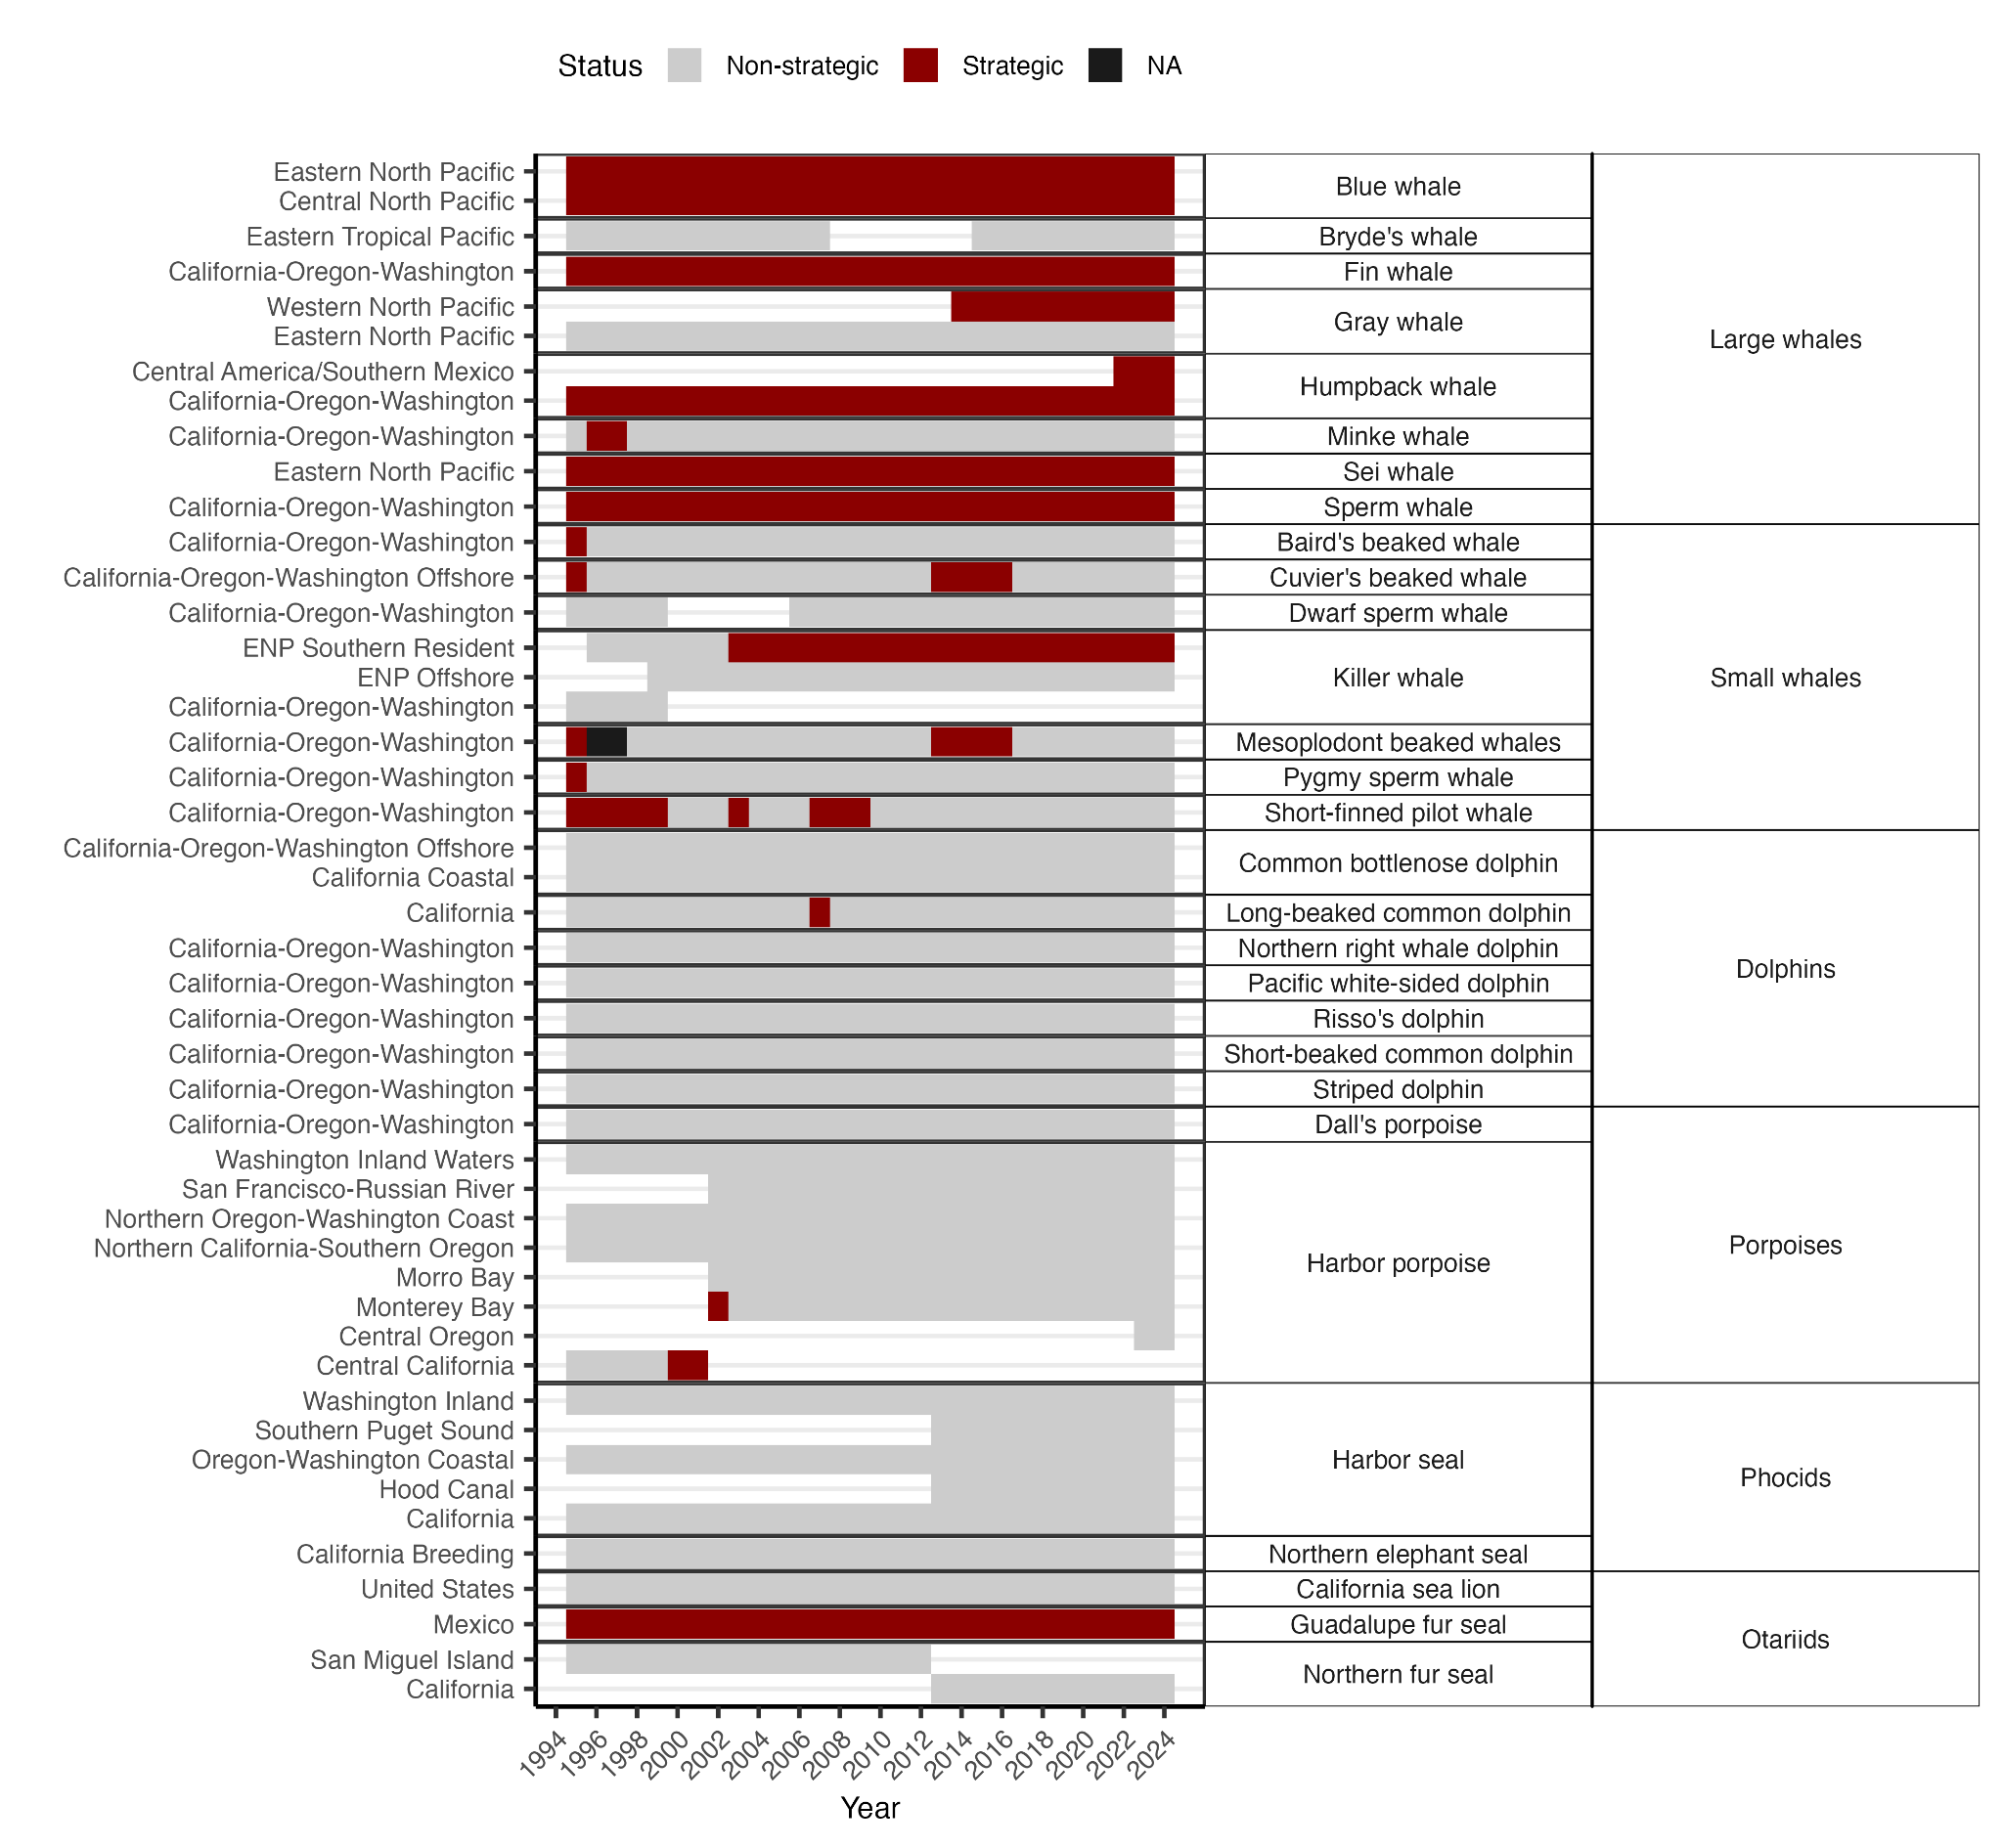 Status Non-strategic Strategic NA
Eastern North Pacific
Central North Pacific
Blue whale
Eastern Tropical Pacific
Bryde's whale
California-Oregon-Washington
Fin whale
Western North Pacific
Eastern North Pacific
Gray whale
Central America/Southern Mexico
California-Oregon-Washington
Humpback whale
California-Oregon-Washington
Minke whale
Eastern North Pacific
Sei whale
California-Oregon-Washington
Sperm whale
Large whales
California-Oregon-Washington
Baird's beaked whale
California-Oregon-Washington Offshore
Cuvier's beaked whale
California-Oregon-Washington
Dwarf sperm whale
ENP Southern Resident
ENP Offshore
California-Oregon-Washington
Killer whale
California-Oregon-Washington
Mesoplodont beaked whales
California-Oregon-Washington
Pygmy sperm whale
California-Oregon-Washington
Short-finned pilot whale
Small whales
California-Oregon-Washington Offshore
California Coastal
Common bottlenose dolphin
California
Long-beaked common dolphin
California-Oregon-Washington
Northern right whale dolphin
California-Oregon-Washington
Pacific white-sided dolphin
California-Oregon-Washington
Risso's dolphin
California-Oregon-Washington
Short-beaked common dolphin
California-Oregon-Washington
Striped dolphin
Dolphins
California-Oregon-Washington
Dall's porpoise
Washington Inland Waters
San Francisco-Russian River
Northern Oregon-Washington Coast
Northern California-Southern Oregon
Morro Bay
Monterey Bay
Central Oregon
Central California
Harbor porpoise
Porpoises
Washington Inland
Southern Puget Sound
Oregon-Washington Coastal
Hood Canal
California
Harbor seal
California Breeding
Northern elephant seal
Phocids
United States
California sea lion
Mexico
Guadalupe fur seal
San Miguel Island
California
Northern fur seal
Otariids
1994 1996 1998 2000 2002 2004 2006 2008 2010 2012 2014 2016 2018 2020 2022 2024
Year